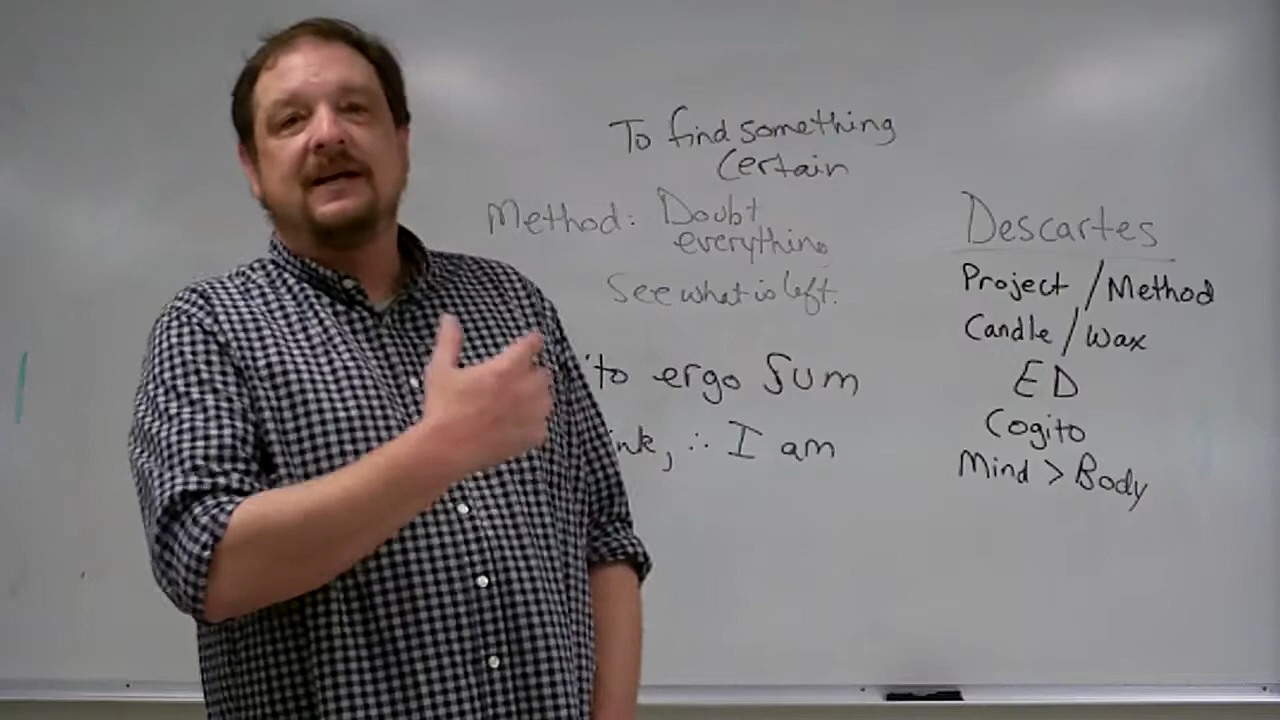 To find something
Certain
Method: Doubt
everything
See what is left.
to ergo Sum
ink, ∴ I am
Descartes
Project / Method
Candle / Wax
ED
Cogito
Mind > Body